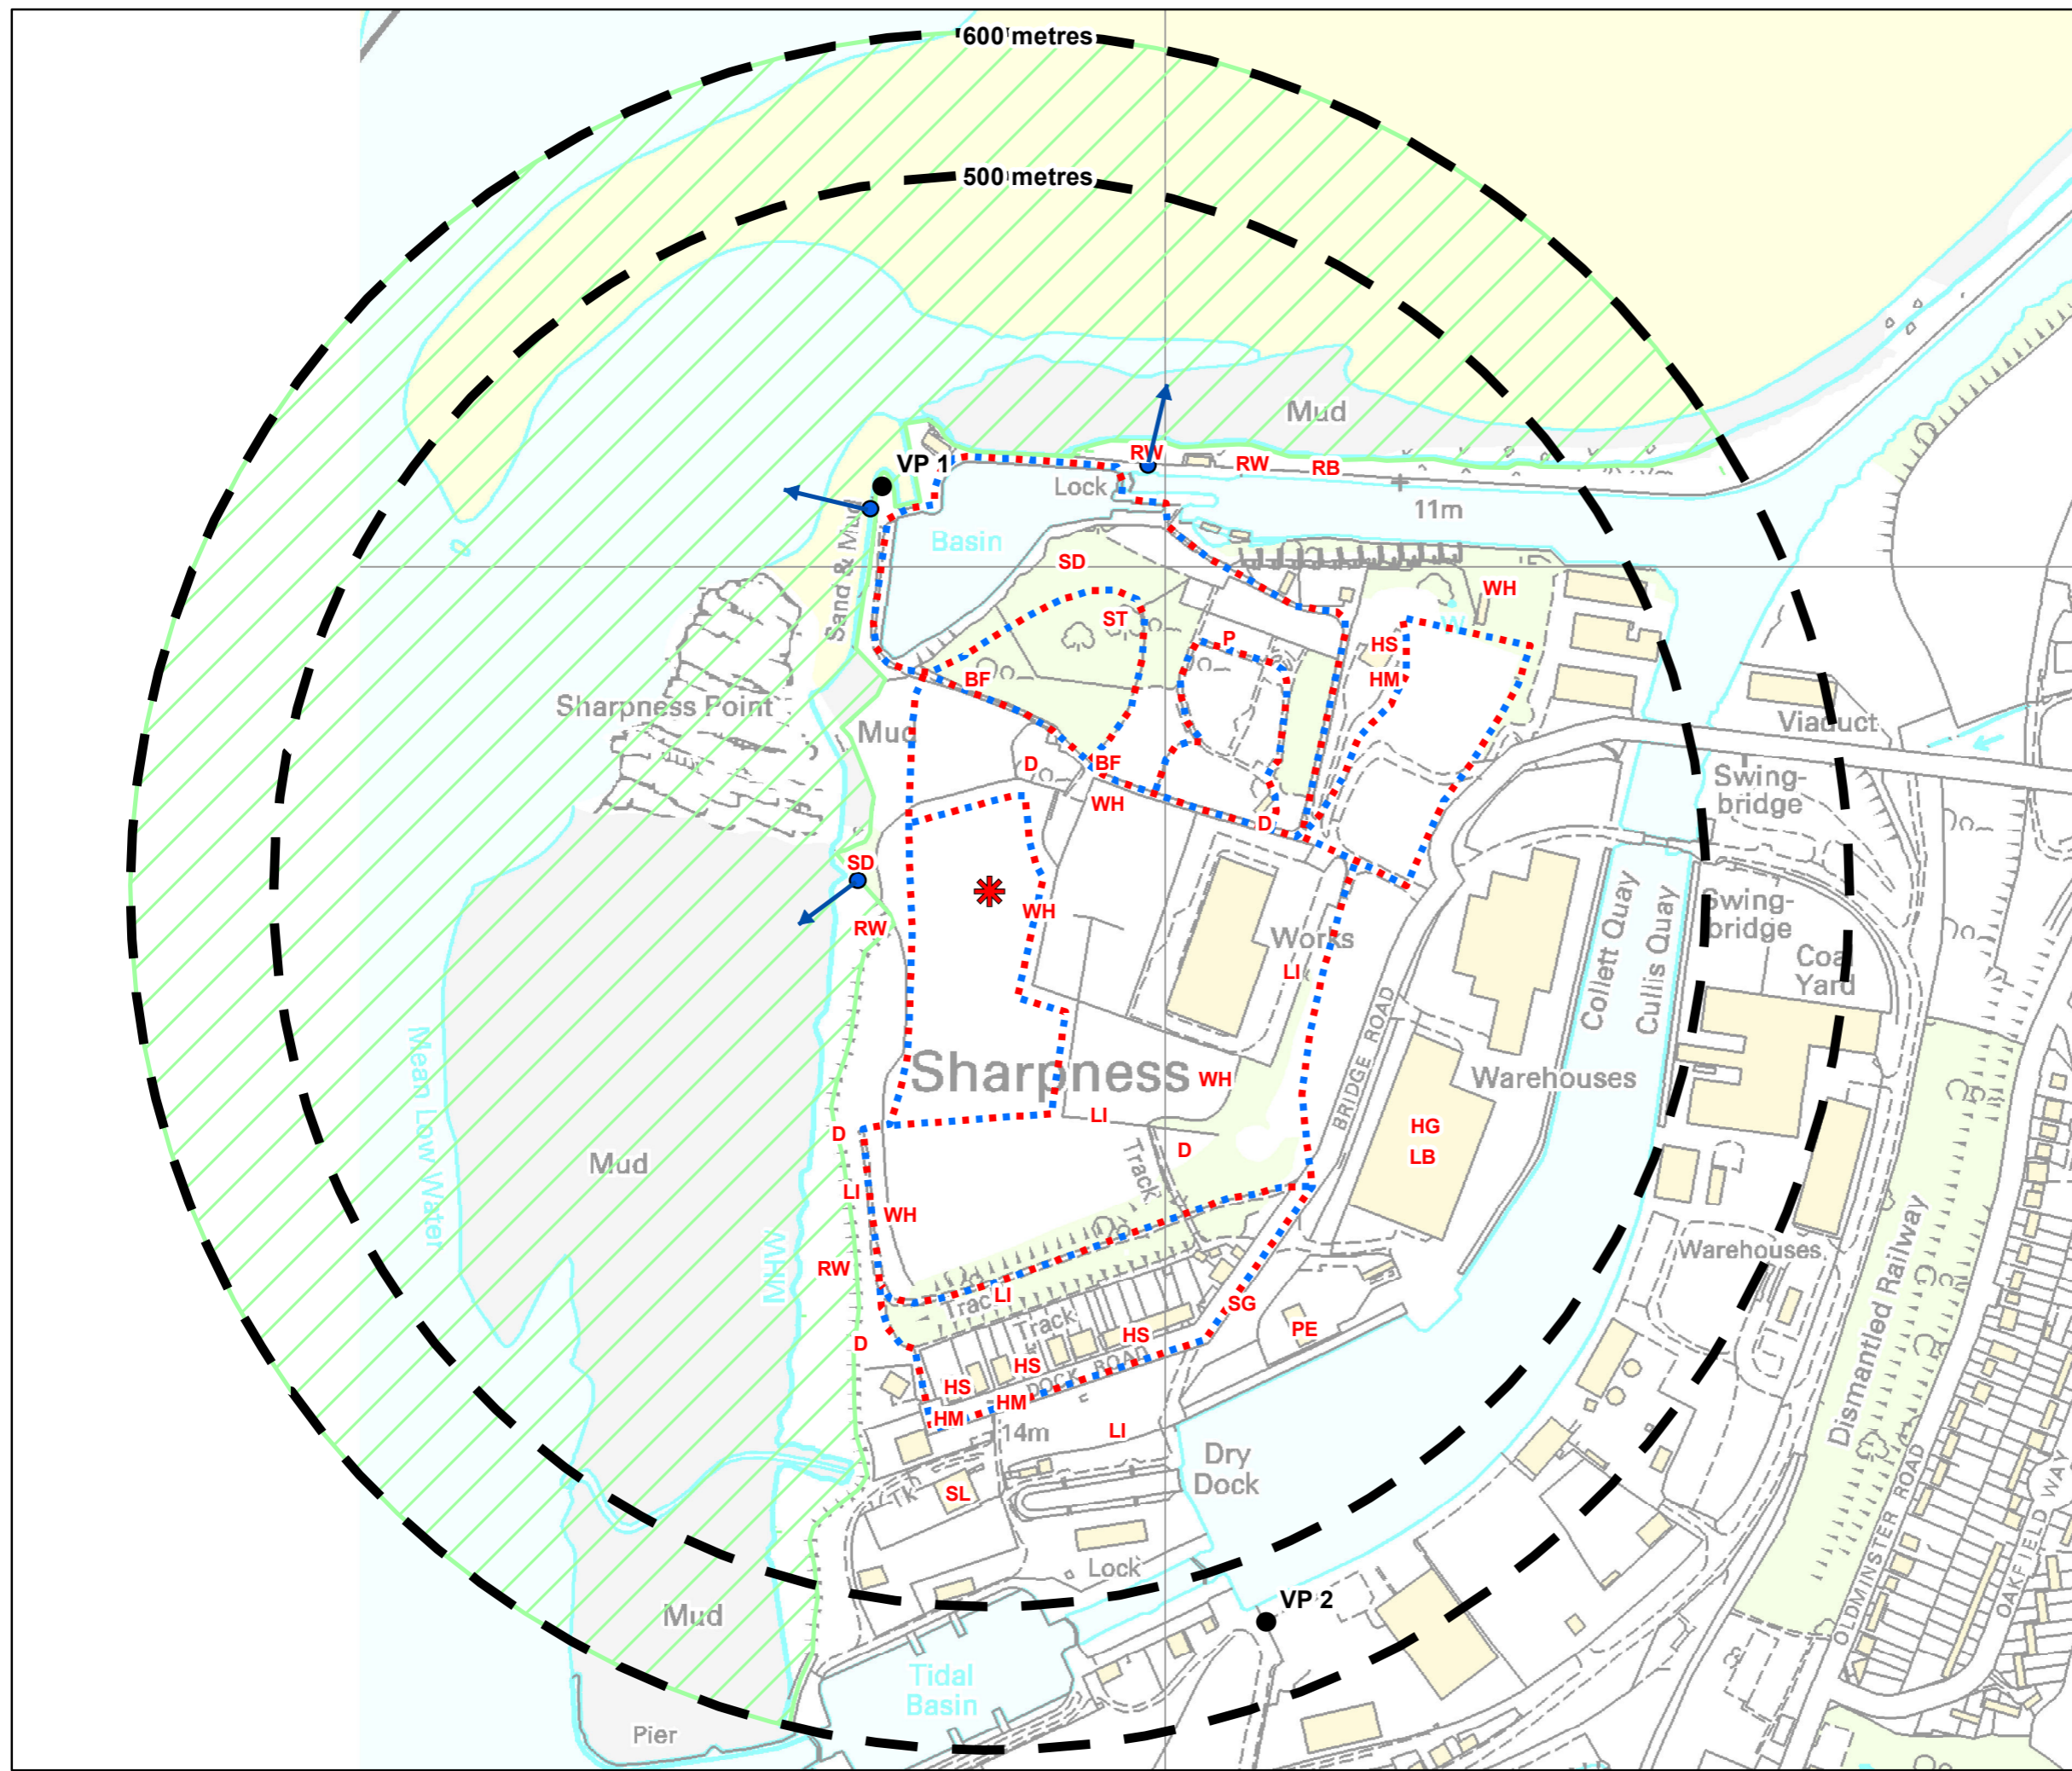 600 metres
500 metres
Mud
VP 1
RW
RW
RB
Lock
11m
Sand & Mud
Basin
SD
WH
ST
W
P
HS
BF
HM
Sharpness Point
Mud
Viaduct
D
BF
Swing-
bridge
WH
D
SD
WH
RW
Works
Swing-
bridge
Collett Quay
Cullis Quay
LI
Coal
Yard
BRIDGE ROAD
Mean Low Water
Sharpness
WH
Warehouses
LI
HG
D
LB
D
Mud
Track
LI
WH
MHW
Warehouses
RW
Track
LI
SG
Track
HS
PE
D
HS
DOCK ROAD
HS
HM
HM
14m
LI
Dismantled Railway
Dry
Dock
Tk
SL
OLDMINSTER ROAD
OAKFIELD WAY
Lock
VP 2
Mud
Tidal
Basin
Pier